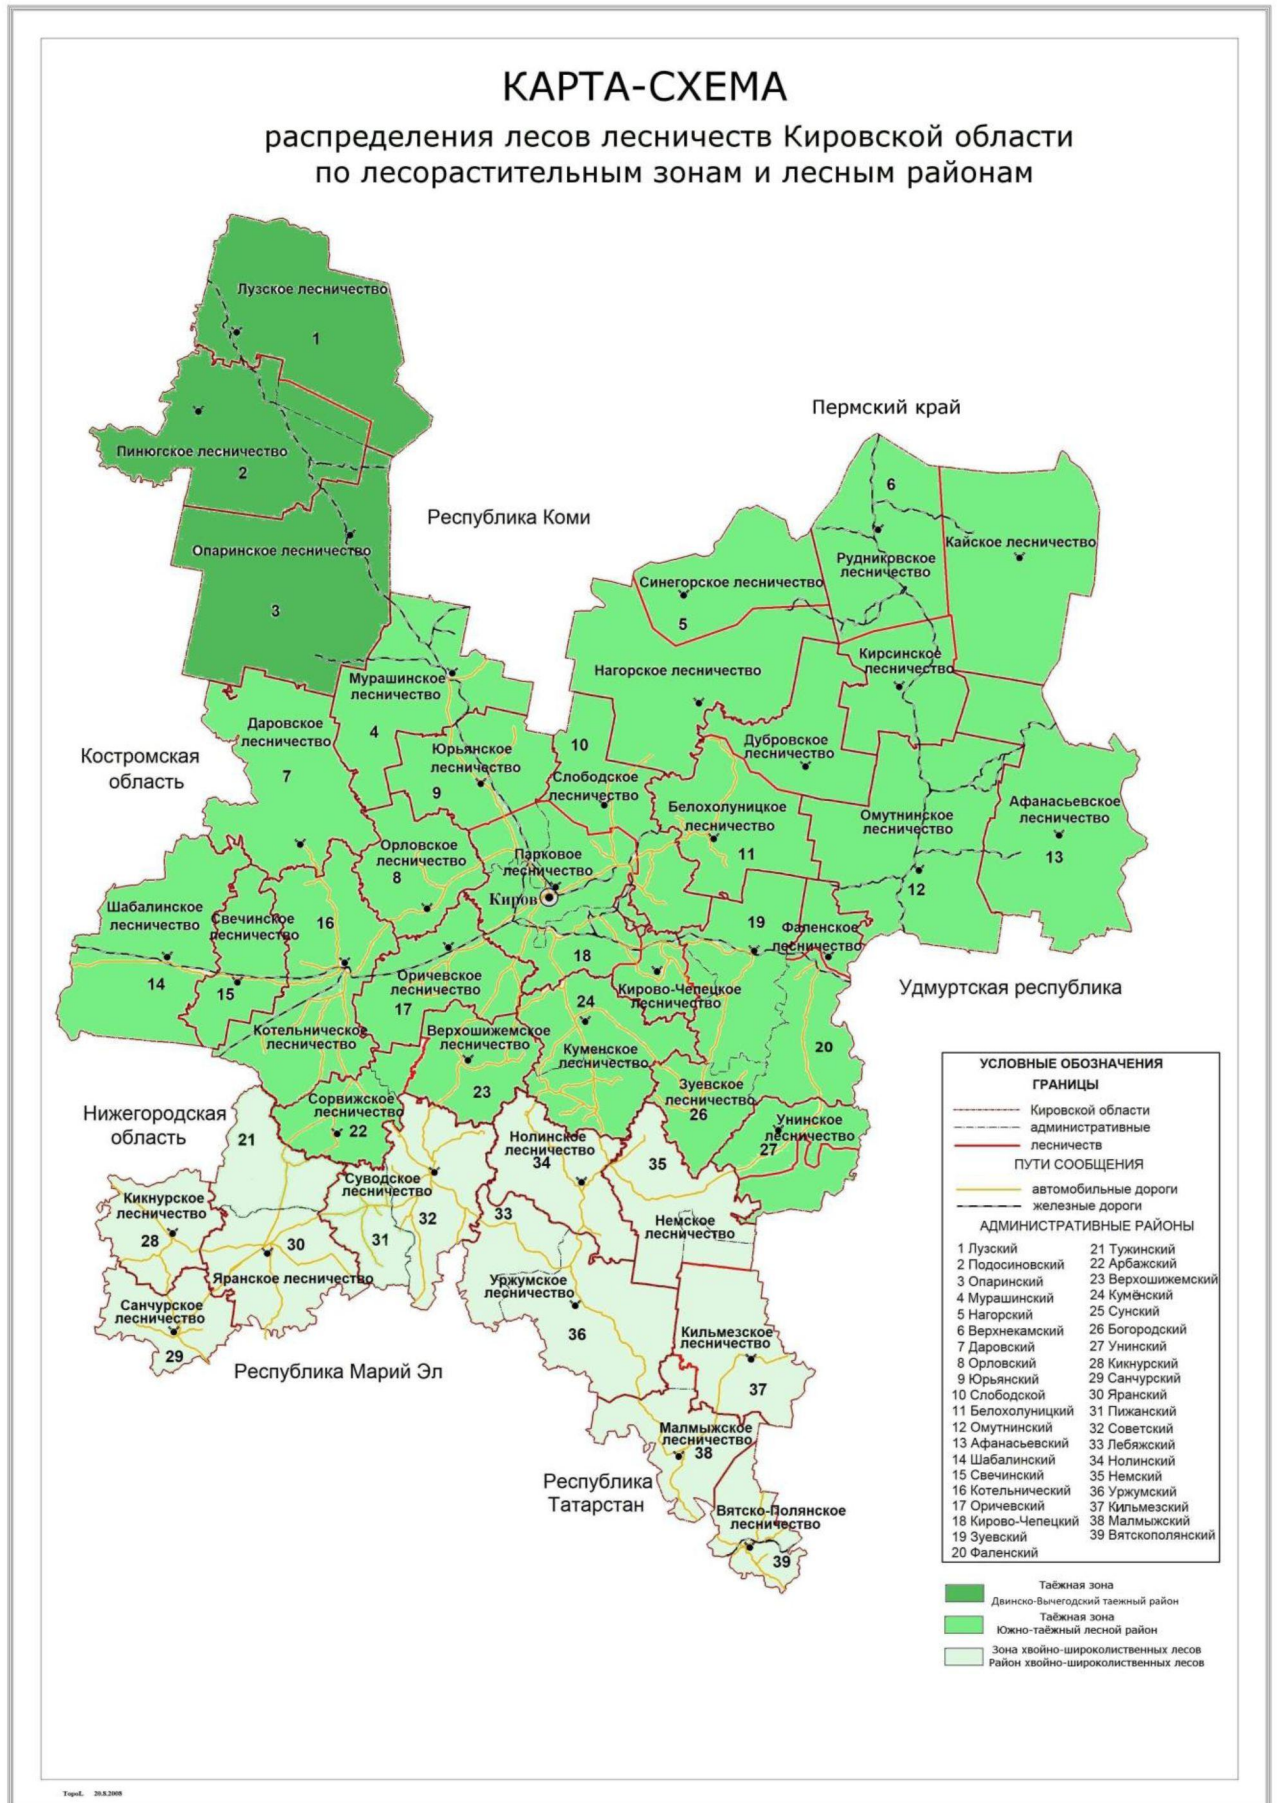 КАРТА-СХЕМА
распределения лесов лесничеств Кировской области
по лесорастительным зонам и лесным районам
Лузское лесничество
1
Пермский край
Пинюгское лесничество
2
6
Республика Коми
Опаринское лесничество
3
Кайское лесничество
Рудниковское
лесничество
Синегорское лесничество
5
Кирсинское
лесничество
Нагорское лесничество
Мурашинское
лесничество
4
Даровское
лесничество
7
Костромская
область
Юрьянское
лесничество
9
10
Слободское
лесничество
Дубровское
лесничество
Белохолуницкое
лесничество
11
Омутнинское
лесничество
12
Афанасьевское
лесничество
13
Орловское
лесничество
8
Парковое
лесничество
Киров
Шабалинское
лесничество
14
Свечинское
лесничество
15
16
19
Фаленское
лесничество
18
Оричевское
лесничество
17
Кирово-Чепецкое
лесничество
Удмуртская республика
24
Котельническое
лесничество
Верхошижемское
лесничество
23
Куменское
лесничество
20
Зуевское
лесничество
26
Сорвижское
лесничество
22
Унинское
лесничество
27
Нижегородская
область
21
Нолинское
лесничество
34
35
Суводское
лесничество
32
31
33
Кикнурское
лесничество
28
30
Яранское лесничество
Немское
лесничество
Уржумское
лесничество
36
Санчурское
лесничество
29
Республика Марий Эл
Кильмезское
лесничество
37
Малмыжское
лесничество
38
Республика
Татарстан
Вятско-Полянское
лесничество
39
УСЛОВНЫЕ ОБОЗНАЧЕНИЯ
ГРАНИЦЫ
Кировской области
административные
лесничеств
ПУТИ СООБЩЕНИЯ
автомобильные дороги
железные дороги
АДМИНИСТРАТИВНЫЕ РАЙОНЫ
1 Лузский
2 Подосиновский
3 Опаринский
4 Мурашинский
5 Нагорский
6 Верхнекамский
7 Даровский
8 Орловский
9 Юрьянский
10 Слободской
11 Белохолуницкий
12 Омутнинский
13 Афанасьевский
14 Шабалинский
15 Свечинский
16 Котельнический
17 Оричевский
18 Кирово-Чепецкий
19 Зуевский
20 Фаленский
21 Тужинский
22 Арбажский
23 Верхошижемский
24 Кумёнский
25 Сунский
26 Богородский
27 Унинский
28 Кикнурский
29 Санчурский
30 Яранский
31 Пижанский
32 Советский
33 Лебяжский
34 Нолинский
35 Немский
36 Уржумский
37 Кильмезский
38 Малмыжский
39 Вятскополянский
Таёжная зона
Двинско-Вычегодский таежный район
Таёжная зона
Южно-таёжный лесной район
Зона хвойно-широколиственных лесов
Район хвойно-широколиственных лесов
TopoL 20.8.2008